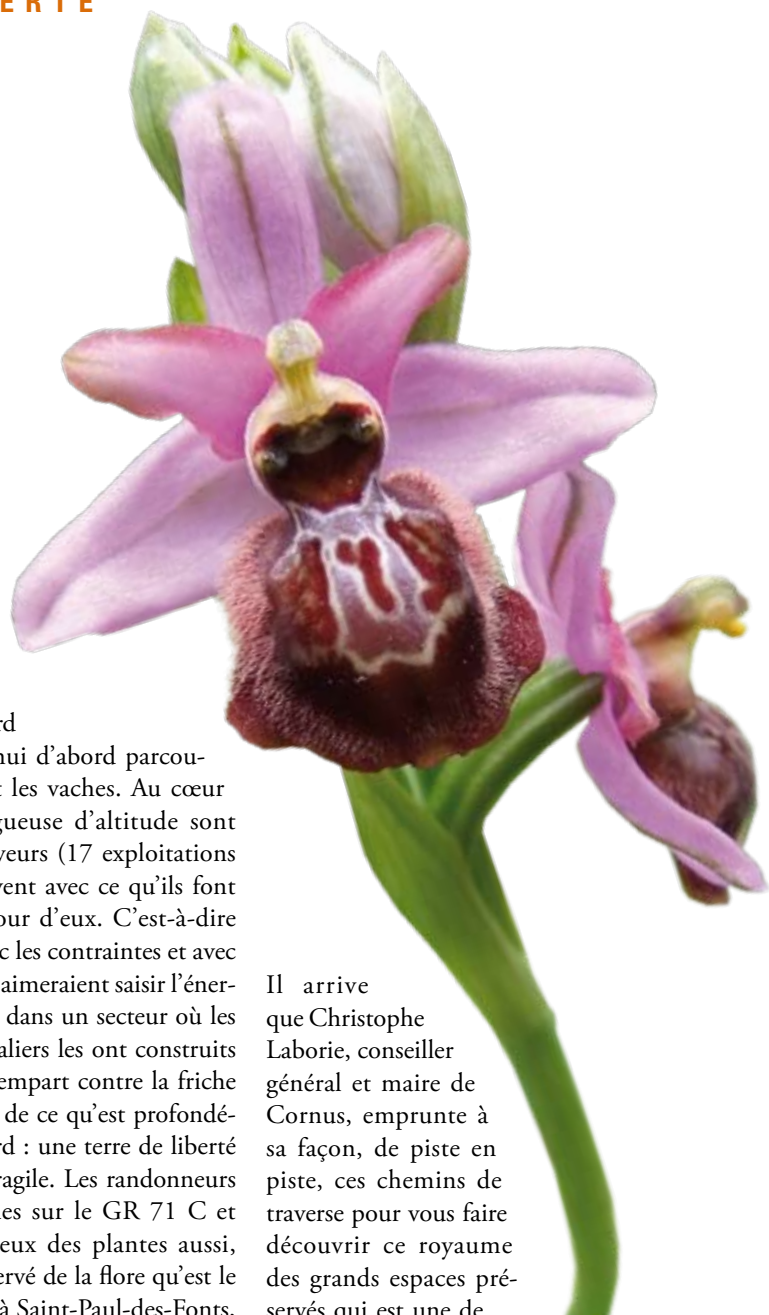 ERTE
hui d'abord parcou-
les vaches. Au cœur
gueuse d'altitude sont
veurs (17 exploitations
vent avec ce qu'ils font
our d'eux. C'est-à-dire
c les contraintes et avec
aimeraient saisir l'éner-
dans un secteur où les
aliers les ont construits
empart contre la friche
de ce qu'est profondé-
rd : une terre de liberté
ragile. Les randonneurs
es sur le GR 71 C et
eux des plantes aussi,
ervé de la flore qu'est le
à Saint-Paul-des-Fonts.
Il arrive
que Christophe
Laborie, conseiller
général et maire de
Cornus, emprunte à
sa façon, de piste en
piste, ces chemins de
traverse pour vous faire
découvrir ce royaume
des grands espaces pré-
servés qui est une de